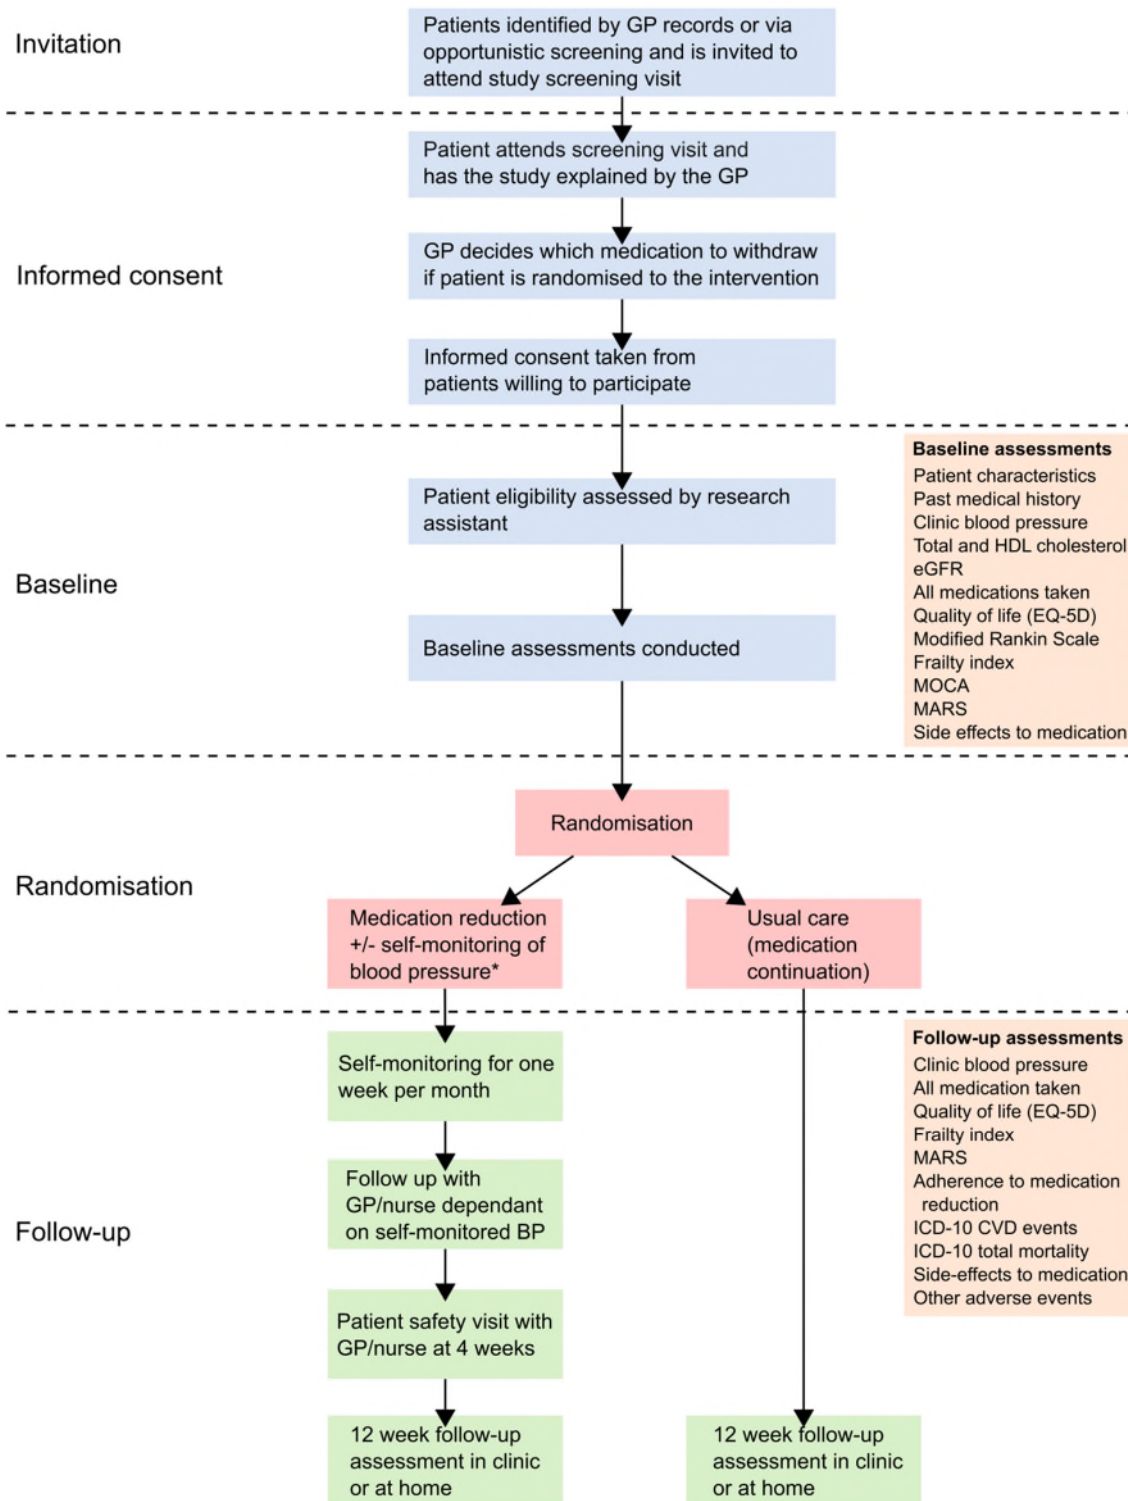 Invitation
Patients identified by GP records or via
opportunistic screening and is invited to
attend study screening visit
Informed consent
Patient attends screening visit and
has the study explained by the GP
GP decides which medication to withdraw
if patient is randomised to the intervention
Informed consent taken from
patients willing to participate
Baseline
Patient eligibility assessed by research
assistant
Baseline assessments conducted
Baseline assessments
Patient characteristics
Past medical history
Clinic blood pressure
Total and HDL cholesterol
eGFR
All medications taken
Quality of life (EQ-5D)
Modified Rankin Scale
Frailty index
MOCA
MARS
Side effects to medication
Randomisation
Randomisation
Medication reduction
+/- self-monitoring of
blood pressure*
Usual care
(medication
continuation)
Follow-up
Self-monitoring for one
week per month
Follow up with
GP/nurse dependant
on self-monitored BP
Patient safety visit with
GP/nurse at 4 weeks
12 week follow-up
assessment in clinic
or at home
12 week follow-up
assessment in clinic
or at home
Follow-up assessments
Clinic blood pressure
All medication taken
Quality of life (EQ-5D)
Frailty index
MARS
Adherence to medication
reduction
ICD-10 CVD events
ICD-10 total mortality
Side-effects to medication
Other adverse events